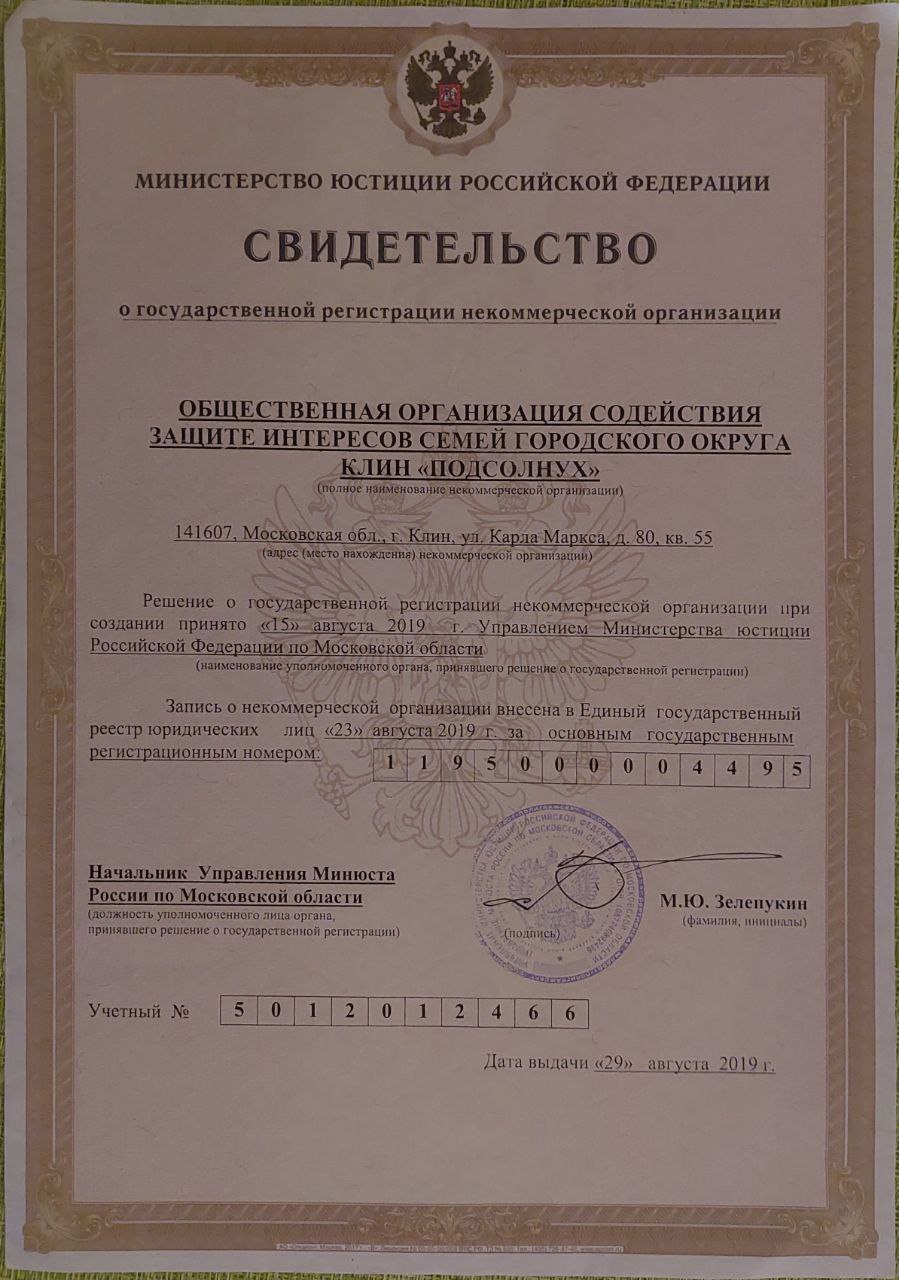 МИНИСТЕРСТВО ЮСТИЦИИ РОССИЙСКОЙ ФЕДЕРАЦИИ
СВИДЕТЕЛЬСТВО
о государственной регистрации некоммерческой организации
ОБЩЕСТВЕННАЯ ОРГАНИЗАЦИЯ СОДЕЙСТВИЯ
ЗАЩИТЕ ИНТЕРЕСОВ СЕМЕЙ ГОРОДСКОГО ОКРУГА
КЛИН «ПОДСОЛНУХ»
(полное наименование некоммерческой организации)
141607, Московская обл., г. Клин, ул. Карла Маркса, д. 80, кв. 55
(адрес (место нахождения) некоммерческой организации)
Решение о государственной регистрации некоммерческой организации при
создании принято «15» августа 2019 г. Управлением Министерства юстиции
Российской Федерации по Московской области
(наименование уполномоченного органа, принявшего решение о государственной регистрации)
Запись о некоммерческой организации внесена в Единый государственный
реестр юридических лиц «23» августа 2019 г. за основным государственным
регистрационным номером:
1 1 9 5 0 0 0 0 0 4 4 9 5
Начальник Управления Минюста
России по Московской области
(должность уполномоченного лица органа,
принявшего решение о государственной регистрации)
(подпись)
М.Ю. Зелепукин
(фамилия, инициалы)
Учетный № 5 0 1 2 0 1 2 4 6 6
Дата выдачи «29» августа 2019 г.